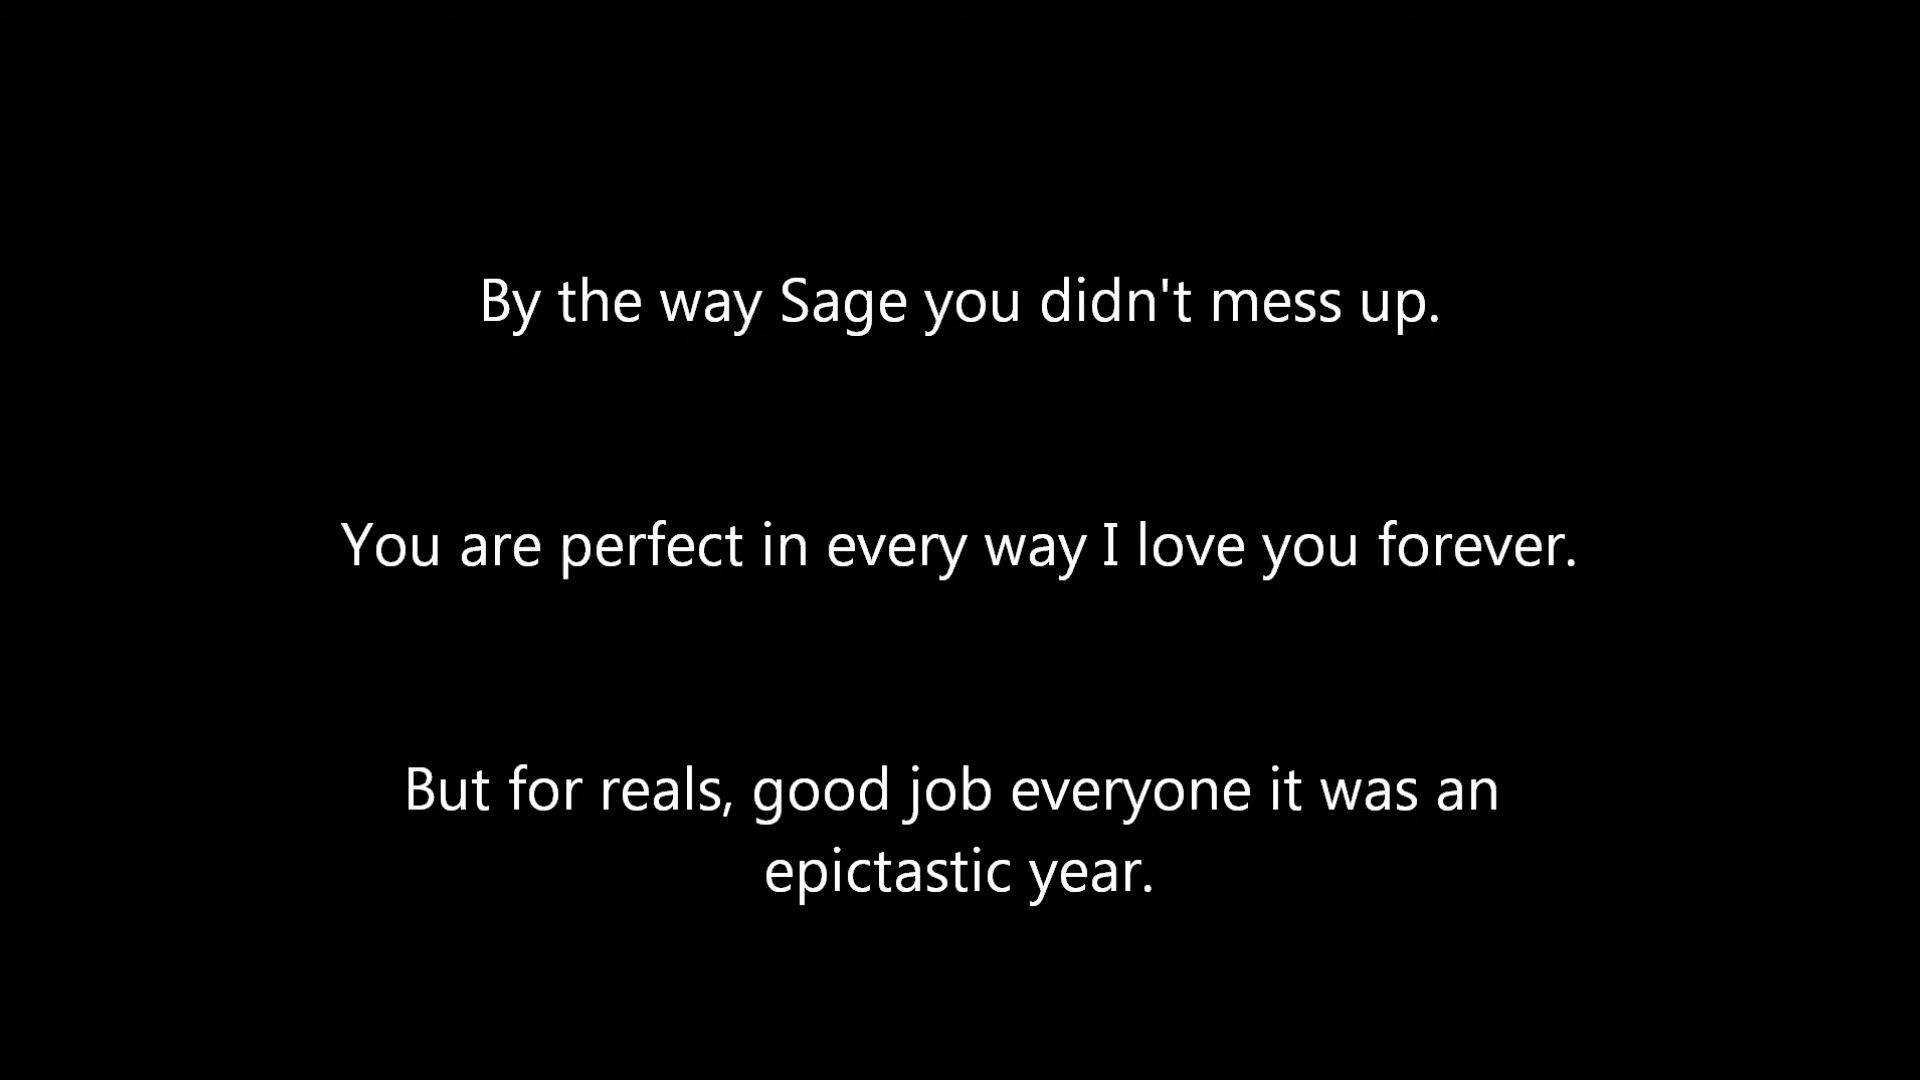 By the way Sage you didn't mess up.
You are perfect in every way I love you forever.
But for reals, good job everyone it was an
epictastic year.